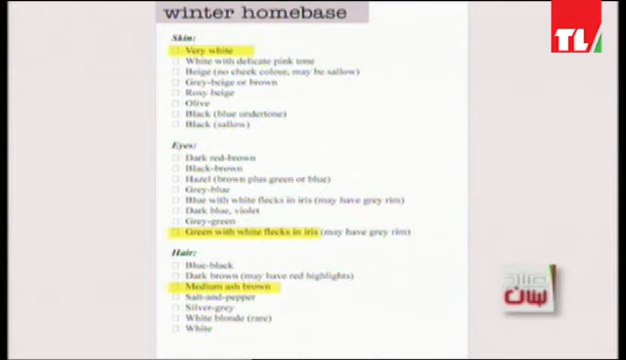 winter homebase
TL
Skin:
Very white
White with delicate pink tone
Beige (no cheek colour, may be sallow)
Grey-beige or brown
Rosy beige
Olive
Black (blue undertone)
Black (sallow)
Eyes:
Dark red-brown
Black-brown
Hazel (brown plus green or blue)
Grey-blue
Blue with white flecks in iris (may have grey rim)
Dark blue, violet
Grey-green
Green with white flecks in iris (may have grey rim)
Hair:
Blue-black
Dark brown (may have red highlights)
Medium ash brown
Salt-and-pepper
Silver-grey
White blonde (rare)
White
صباح
لبنان